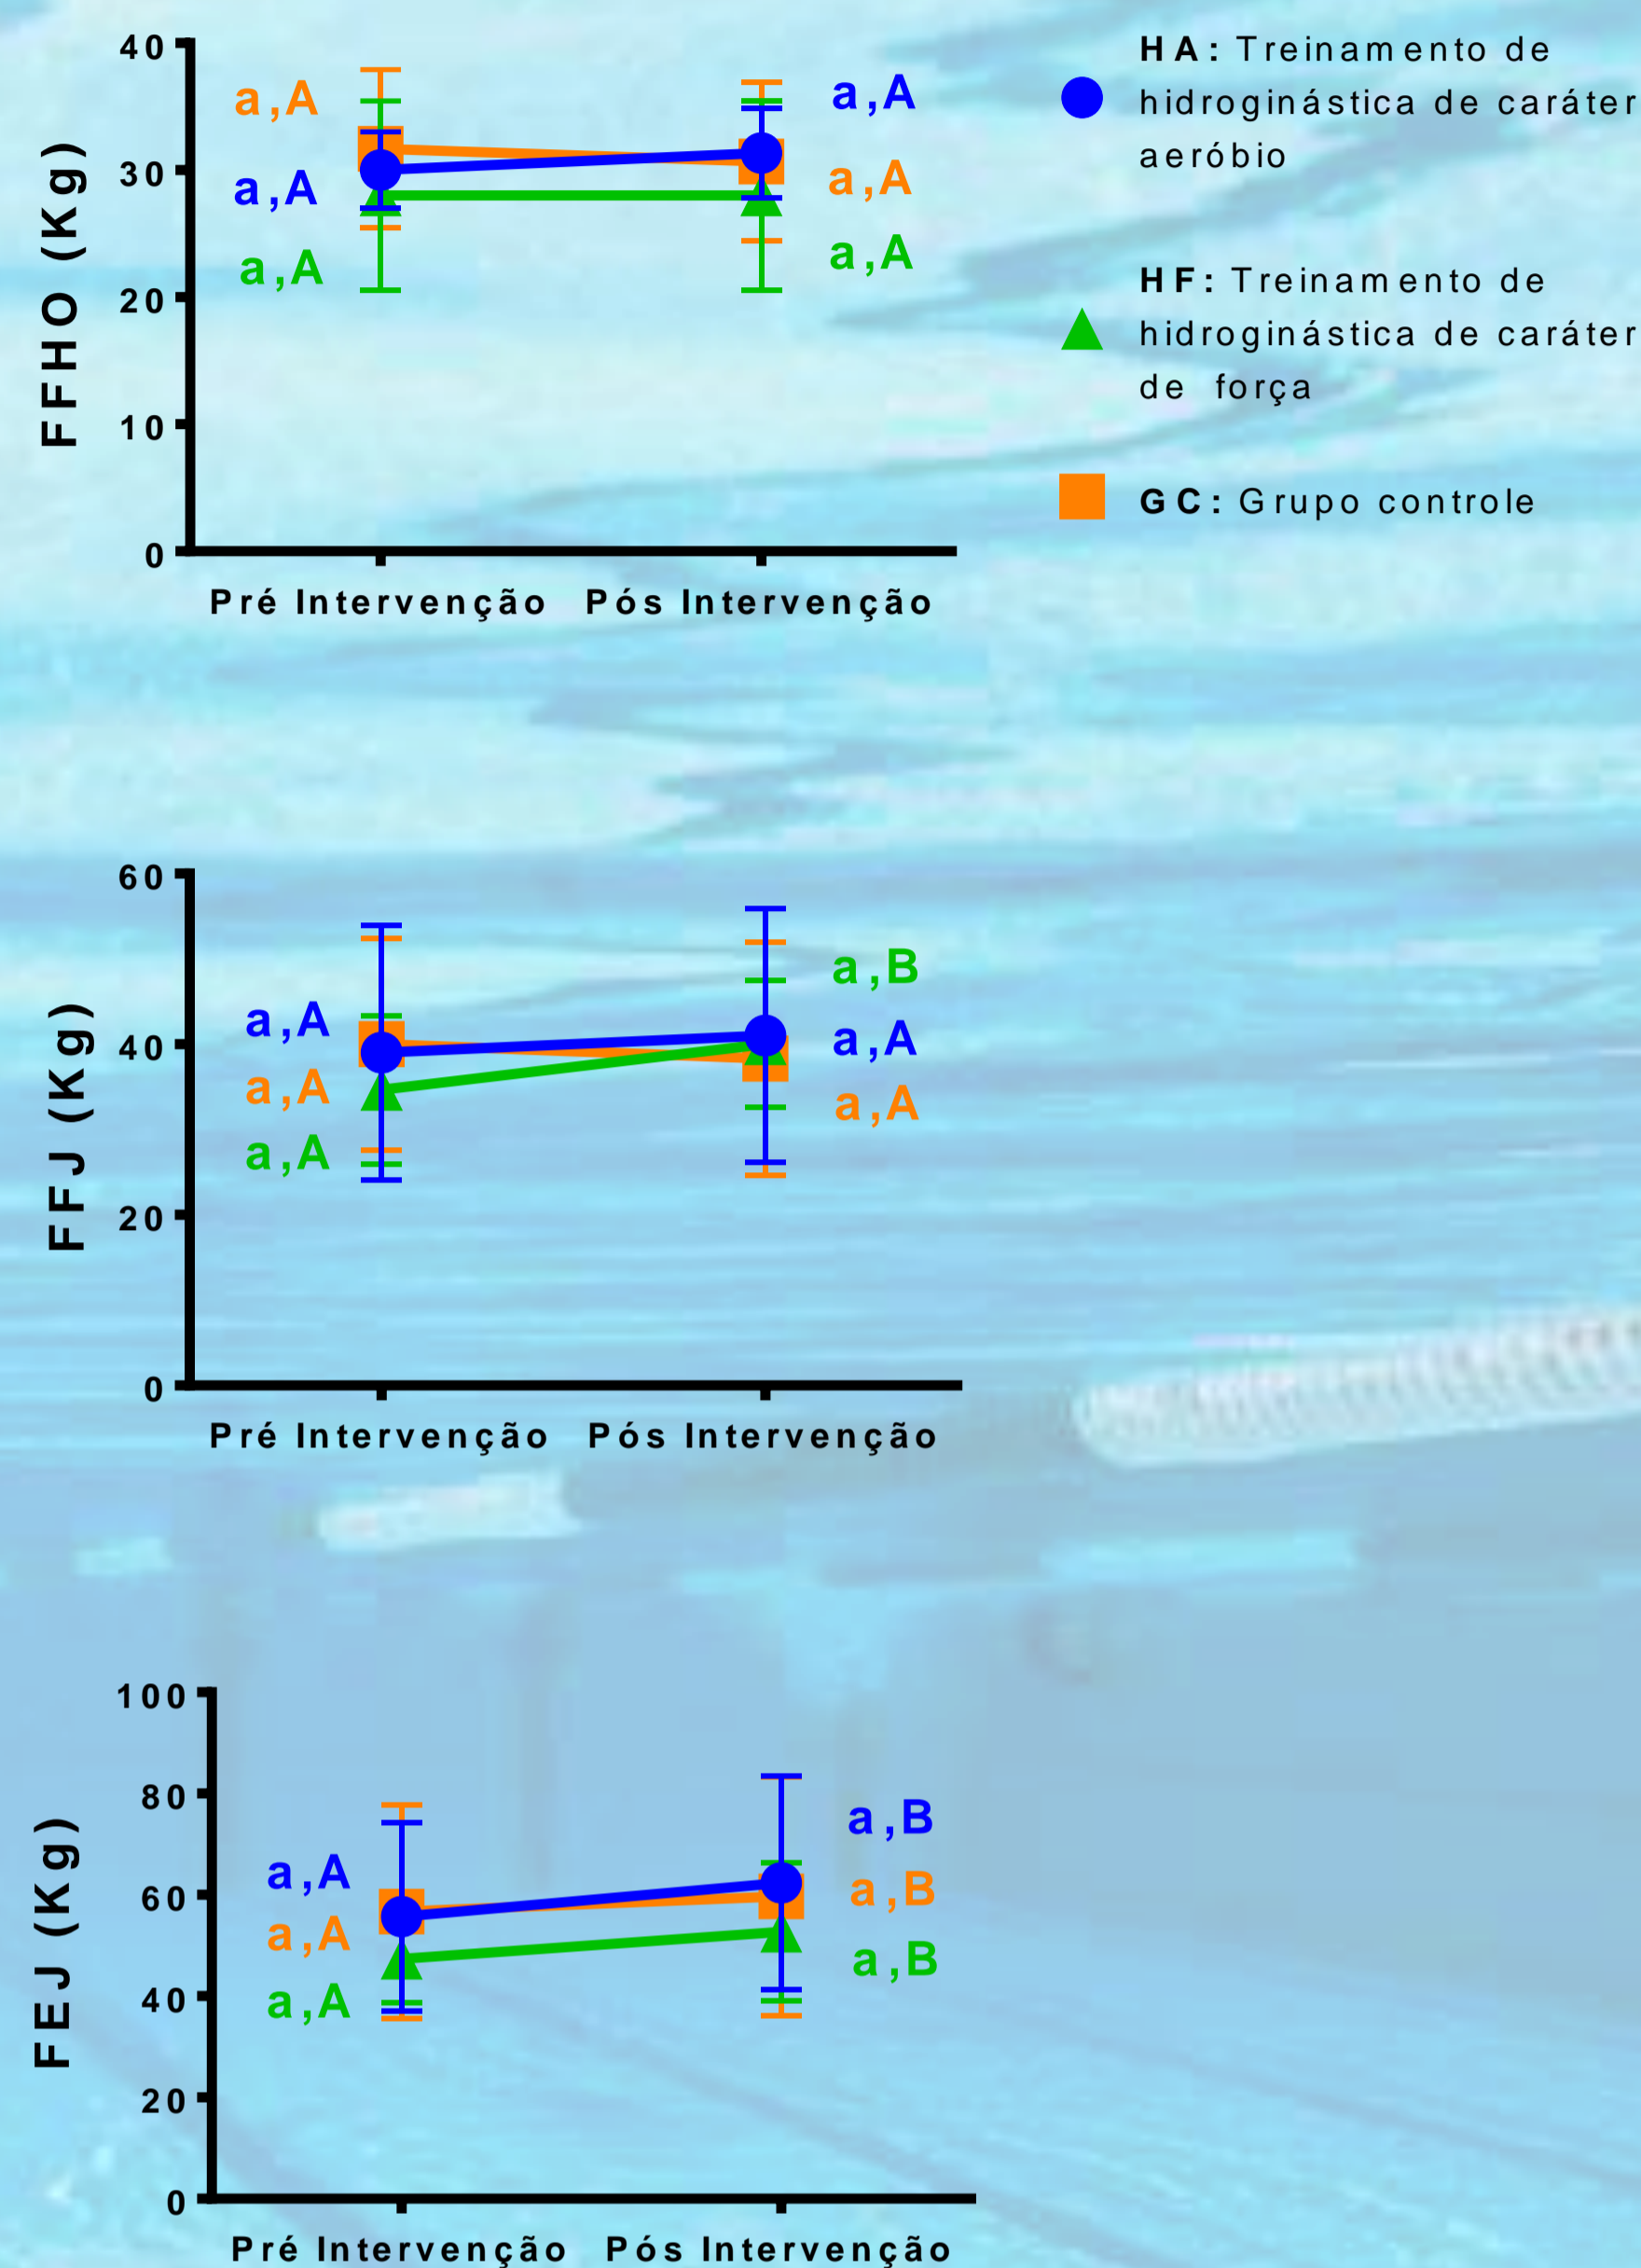 FFHO (Kg)
40
30
20
10
0
a,A
a,A
a,A
a,A
a,A
a,A
Pré Intervenção Pós Intervenção
HA: Treinamento de
hidroginástica de caráter
aeróbio
HF: Treinamento de
hidroginástica de caráter
de força
GC: Grupo controle
FFJ (Kg)
60
40
20
0
a,A
a,A
a,A
a,B
a,A
a,A
Pré Intervenção Pós Intervenção
FEJ (Kg)
100
80
60
40
20
0
a,A
a,A
a,A
a,B
a,B
a,B
Pré Intervenção Pós Intervenção